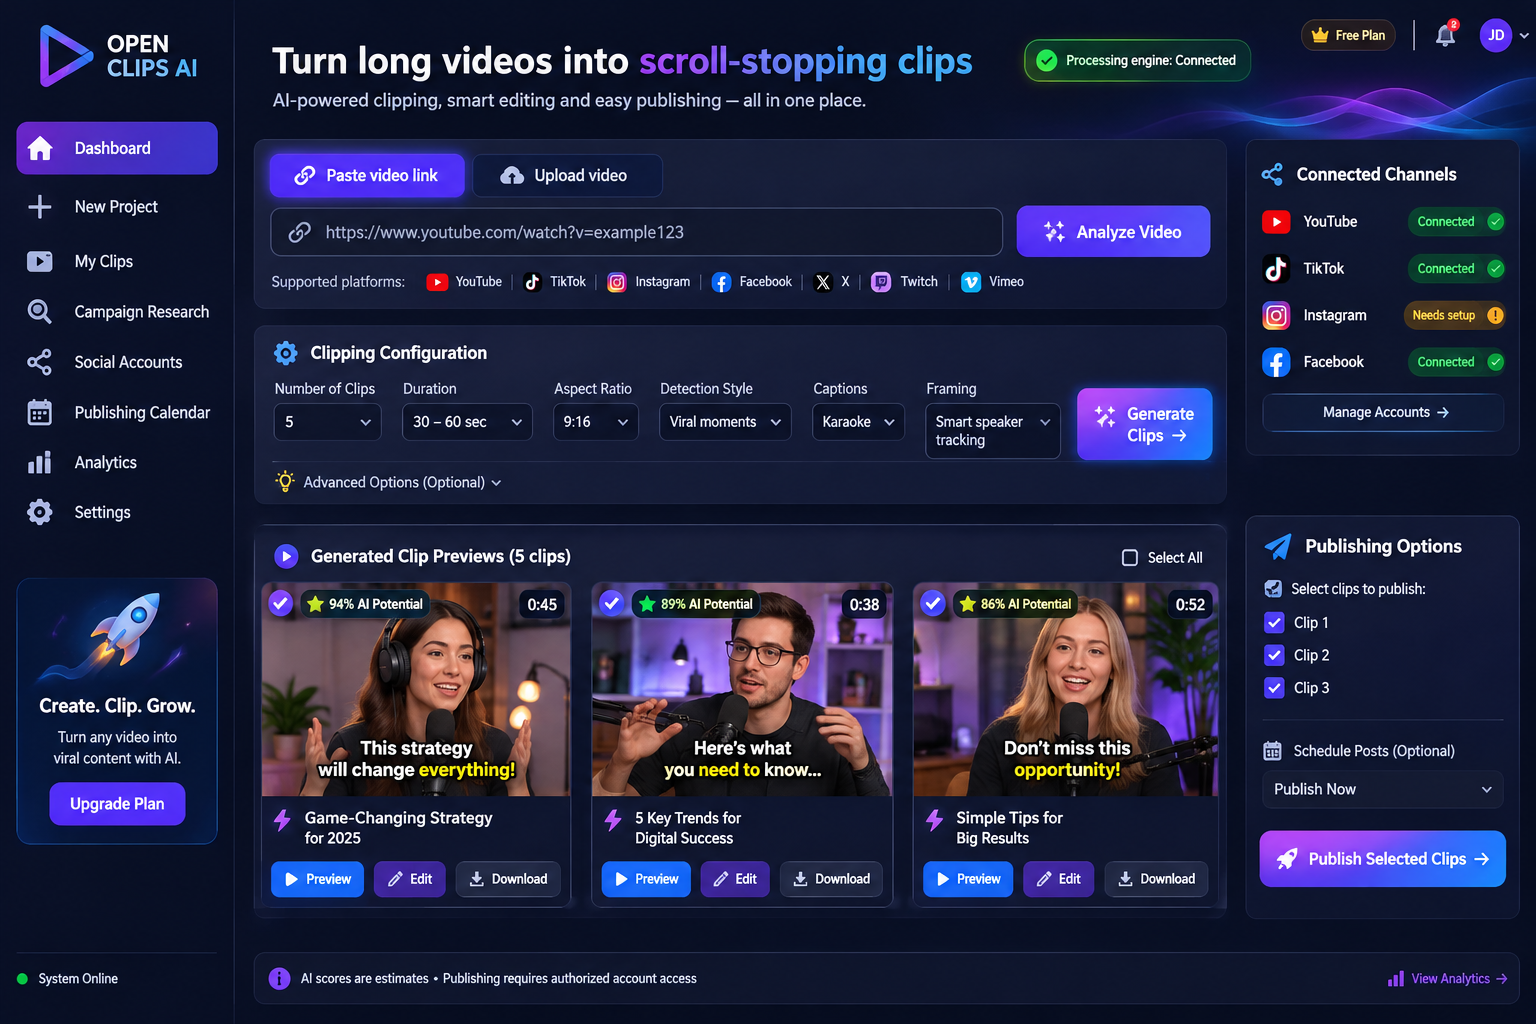 OPEN
CLIPS AI
Dashboard
New Project
My Clips
Campaign Research
Social Accounts
Publishing Calendar
Analytics
Settings
Create. Clip. Grow.
Turn any video into
viral content with AI.
Upgrade Plan
System Online
Turn long videos into scroll-stopping clips
AI-powered clipping, smart editing and easy publishing — all in one place.
Processing engine: Connected
Free Plan
2
JD
Paste video link
Upload video
https://www.youtube.com/watch?v=example123
Analyze Video
Supported platforms: YouTube | TikTok | Instagram | Facebook | X | Twitch | Vimeo
Clipping Configuration
Number of Clips
5
Duration
30 – 60 sec
Aspect Ratio
9:16
Detection Style
Viral moments
Captions
Karaoke
Framing
Smart speaker
tracking
Generate
Clips →
Advanced Options (Optional)
Generated Clip Previews (5 clips)
Select All
94% AI Potential
0:45
This strategy
will change everything!
Game-Changing Strategy
for 2025
Preview
Edit
Download
89% AI Potential
0:38
Here's what
you need to know...
5 Key Trends for
Digital Success
Preview
Edit
Download
86% AI Potential
0:52
Don't miss this
opportunity!
Simple Tips for
Big Results
Preview
Edit
Download
Connected Channels
YouTube
Connected
TikTok
Connected
Instagram
Needs setup
Facebook
Connected
Manage Accounts →
Publishing Options
Select clips to publish:
Clip 1
Clip 2
Clip 3
Schedule Posts (Optional)
Publish Now
Publish Selected Clips →
AI scores are estimates • Publishing requires authorized account access
View Analytics →